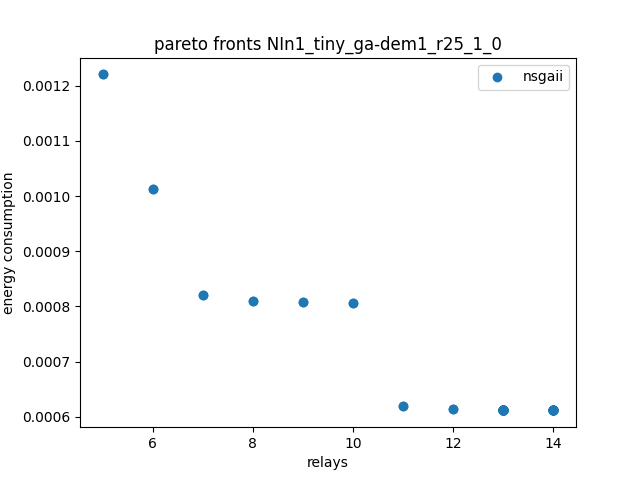 pareto fronts NIn1_tiny_ga-dem1_r25_1_0
nsgaii
0.0012
0.0011
0.0010
0.0009
0.0008
0.0007
0.0006
energy consumption
6 8 10 12 14
relays